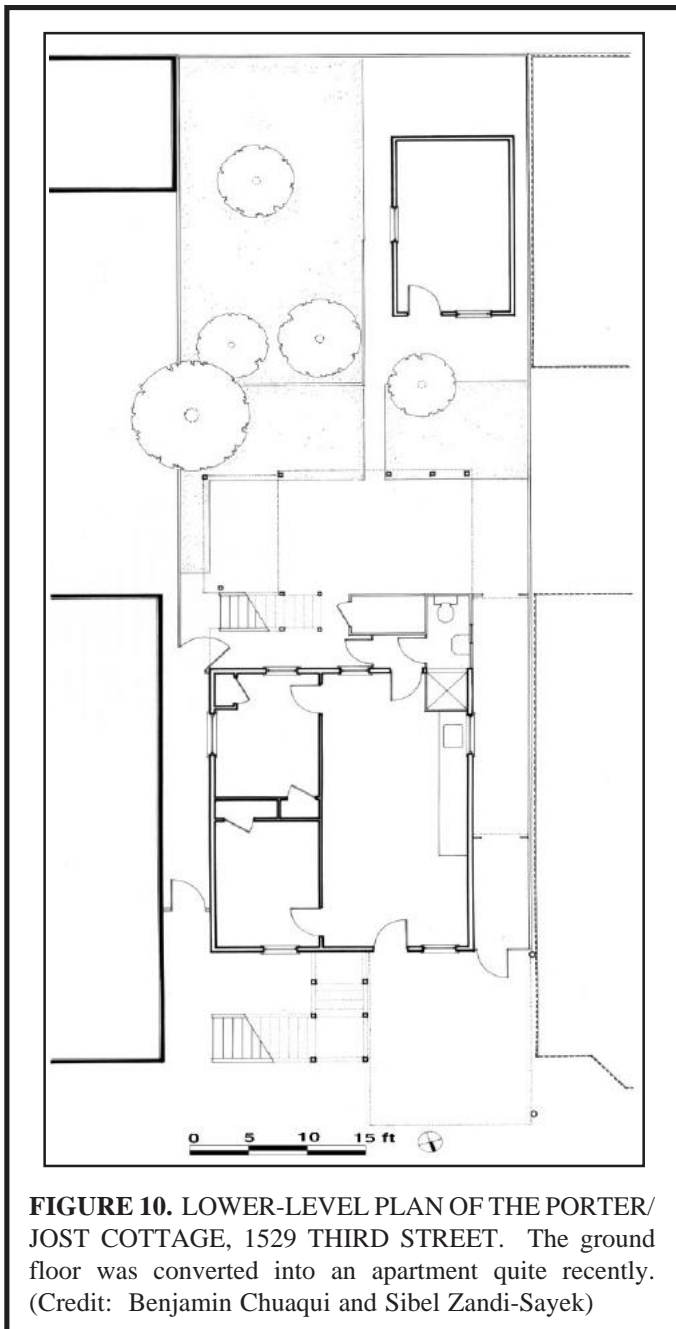 0 5 10 15 ft
FIGURE 10. LOWER-LEVEL PLAN OF THE PORTER/
JOST COTTAGE, 1529 THIRD STREET. The ground
floor was converted into an apartment quite recently.
(Credit: Benjamin Chuaqui and Sibel Zandi-Sayek)